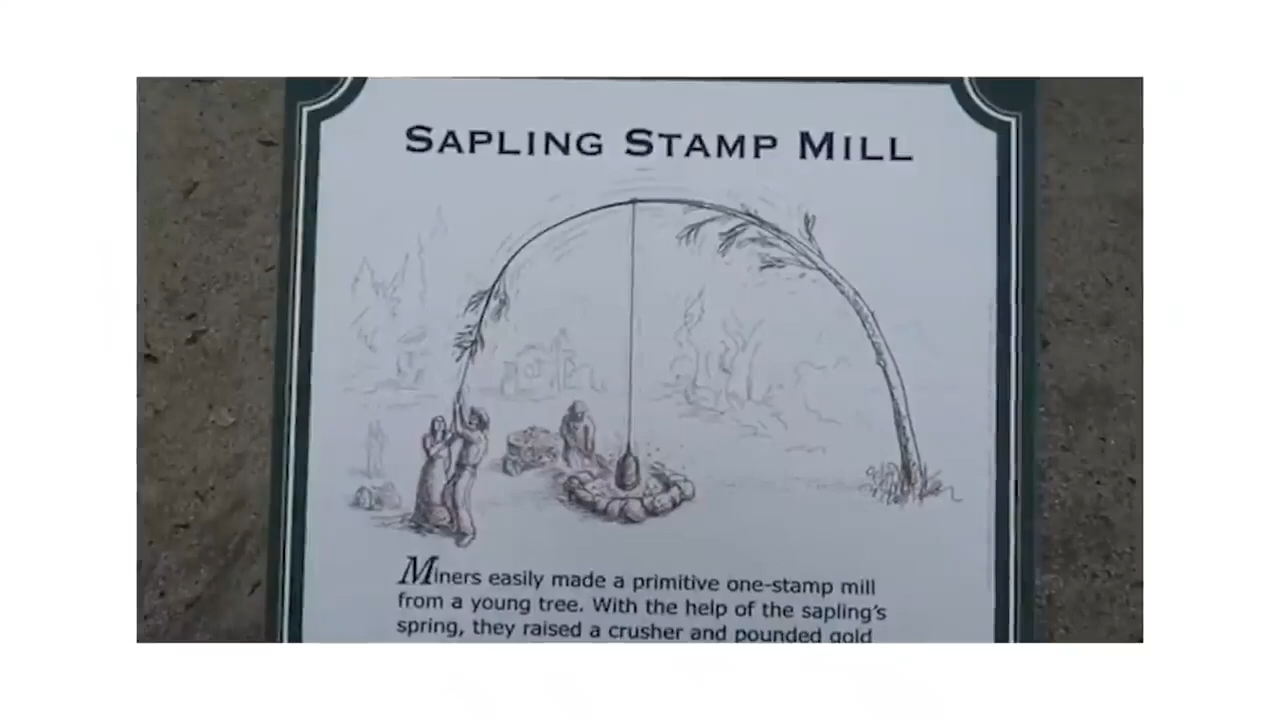 SAPLING STAMP MILL
Miners easily made a primitive one-stamp mill
from a young tree. With the help of the sapling's
spring, they raised a crusher and pounded gold